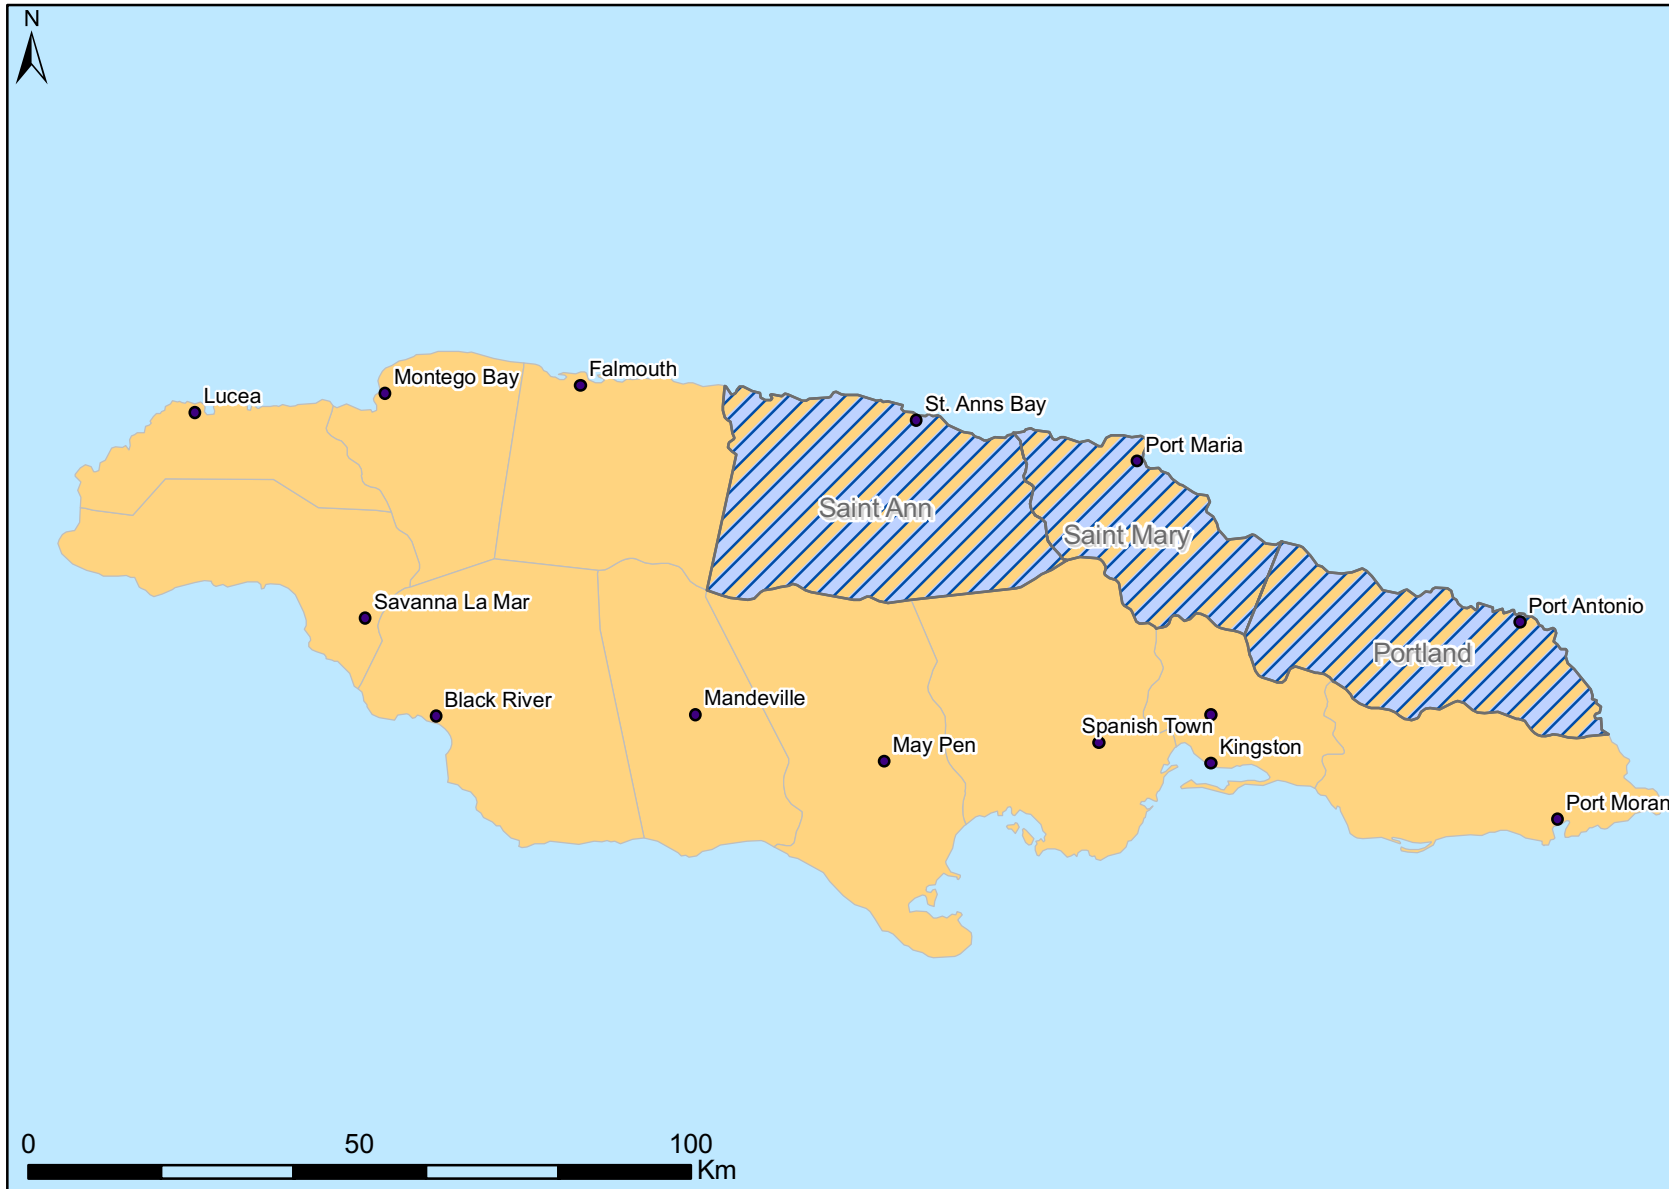 N
Falmouth
Montego Bay
Lucea
St. Anns Bay
Port Maria
Saint Ann
Saint Mary
Savanna La Mar
Port Antonio
Portland
Black River
Mandeville
Spanish Town
May Pen
Kingston
Port Moran
0 50 100
Km